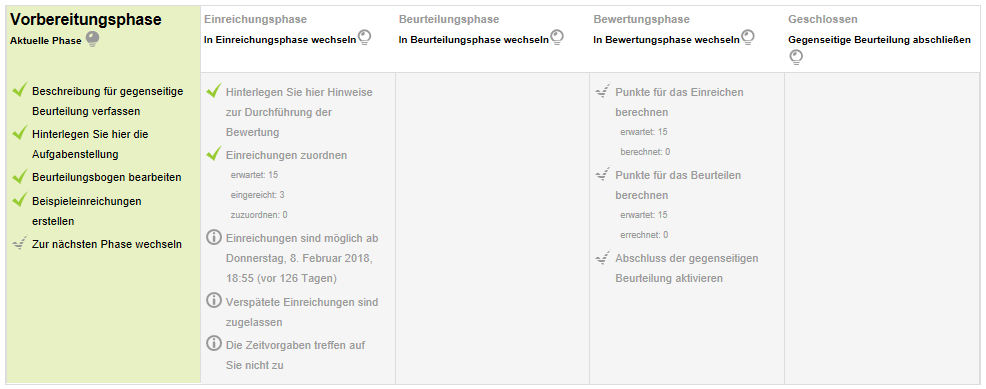 Vorbereitungsphase
Aktuelle Phase
Beschreibung für gegenseitige
Beurteilung verfassen
Hinterlegen Sie hier die
Aufgabenstellung
Beurteilungsbogen bearbeiten
Beispieleinreichungen
erstellen
Zur nächsten Phase wechseln
Einreichungsphase
In Einreichungsphase wechseln
Hinterlegen Sie hier Hinweise
zur Durchführung der
Bewertung
Einreichungen zuordnen
erwartet: 15
eingereicht: 3
zuzuordnen: 0
Einreichungen sind möglich ab
Donnerstag, 8. Februar 2018,
18:55 (vor 126 Tagen)
Verspätete Einreichungen sind
zugelassen
Die Zeitvorgaben treffen auf
Sie nicht zu
Beurteilungsphase
In Beurteilungsphase wechseln
Bewertungsphase
In Bewertungsphase wechseln
Punkte für das Einreichen
berechnen
erwartet: 15
berechnet: 0
Punkte für das Beurteilen
berechnen
erwartet: 15
errechnet: 0
Abschluss der gegenseitigen
Beurteilung aktivieren
Geschlossen
Gegenseitige Beurteilung abschließen